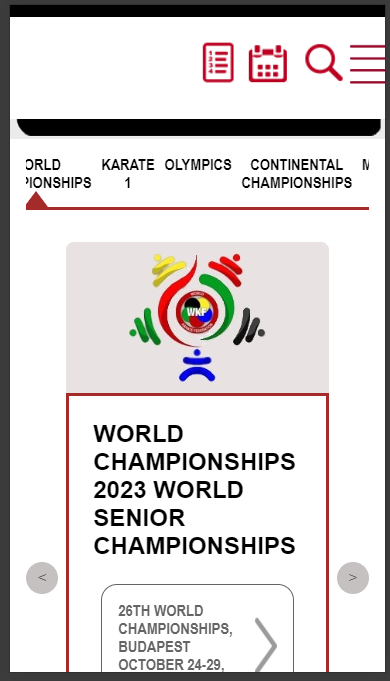 ORLD KARATE OLYMPICS CONTINENTAL M
PIONSHIPS 1 CHAMPIONSHIPS
WKF
WORLD
CHAMPIONSHIPS
2023 WORLD
SENIOR
CHAMPIONSHIPS
< >
26TH WORLD
CHAMPIONSHIPS,
BUDAPEST
OCTOBER 24-29,